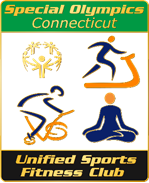 Special Olympics
Connecticut
Unified Sports
Fitness Club